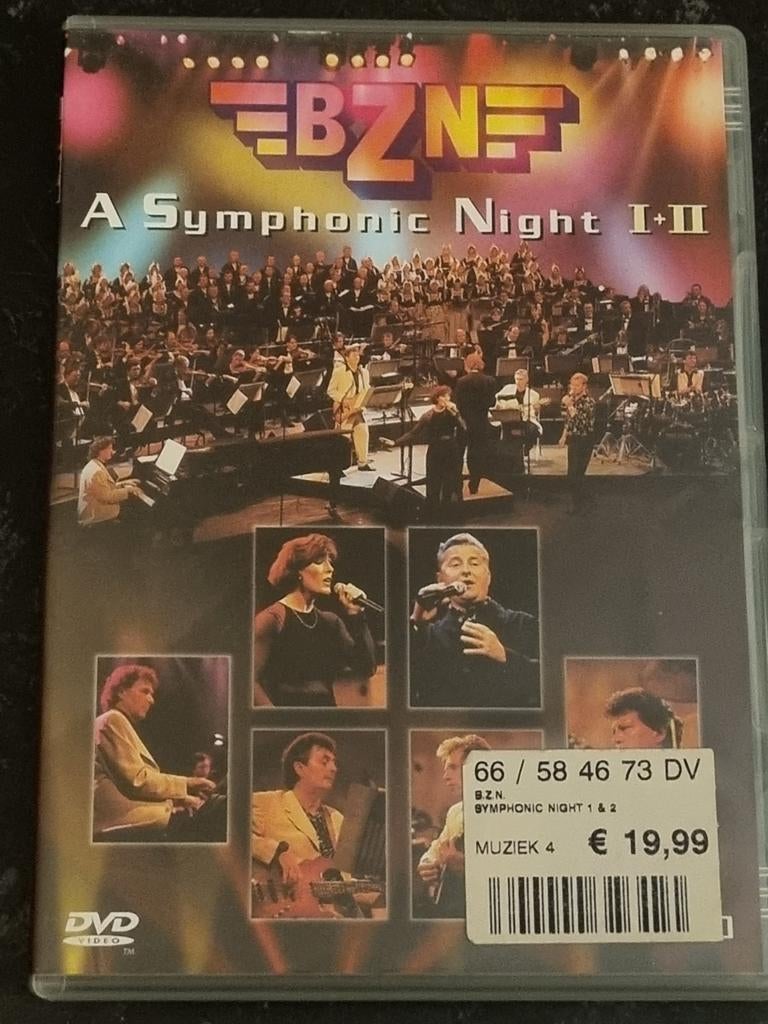 BZN
A Symphonic Night I+II
66 / 58 46 73 DV
B.Z.N.
SYMPHONIC NIGHT 1 & 2
MUZIEK 4 € 19,99
DVD
VIDEO
TM